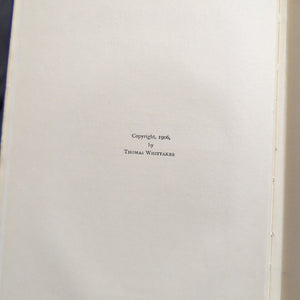 Copyright, 1906,
by
THOMAS WHITTAKER